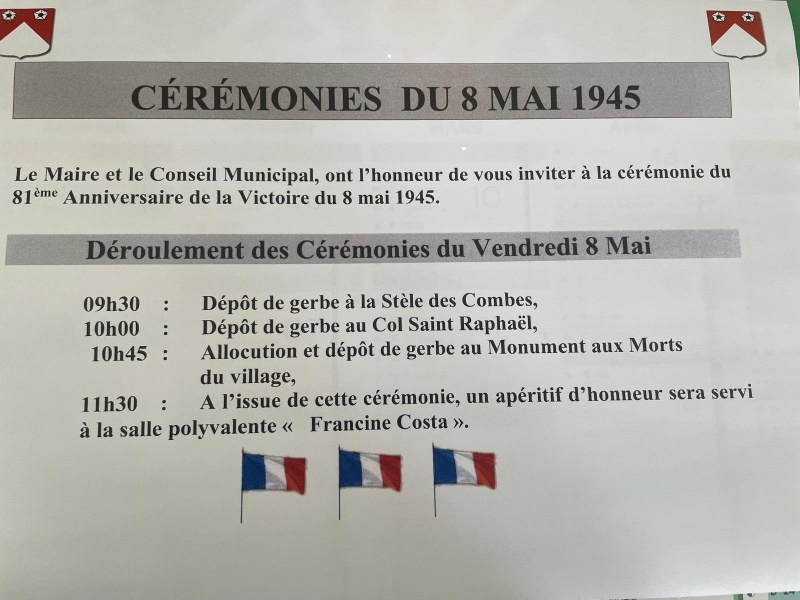 CÉRÉMONIES DU 8 MAI 1945
Le Maire et le Conseil Municipal, ont l'honneur de vous inviter à la cérémonie du
81ème Anniversaire de la Victoire du 8 mai 1945.
Déroulement des Cérémonies du Vendredi 8 Mai
09h30 : Dépôt de gerbe à la Stèle des Combes,
10h00 : Dépôt de gerbe au Col Saint Raphaël,
10h45 : Allocution et dépôt de gerbe au Monument aux Morts
du village,
11h30 : A l'issue de cette cérémonie, un apéritif d'honneur sera servi
à la salle polyvalente « Francine Costa ».